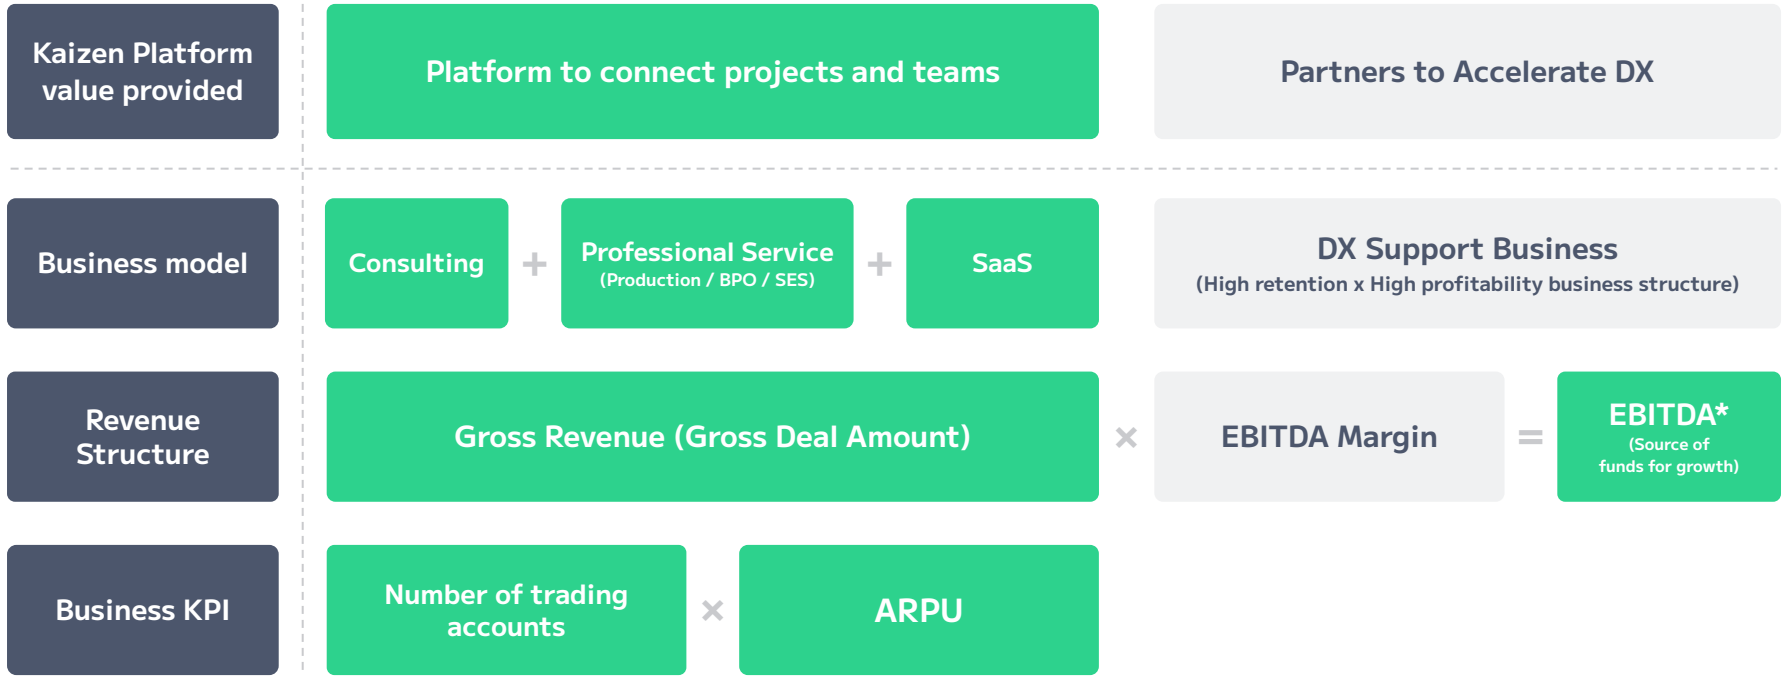 Kaizen Platform
value provided
Platform to connect projects and teams
Partners to Accelerate DX
Business model
Consulting
+
Professional Service
(Production / BPO / SES)
+
SaaS
DX Support Business
(High retention x High profitability business structure)
Revenue
Structure
Gross Revenue (Gross Deal Amount)
×
EBITDA Margin
=
EBITDA*
(Source of
funds for growth)
Business KPI
Number of trading
accounts
×
ARPU